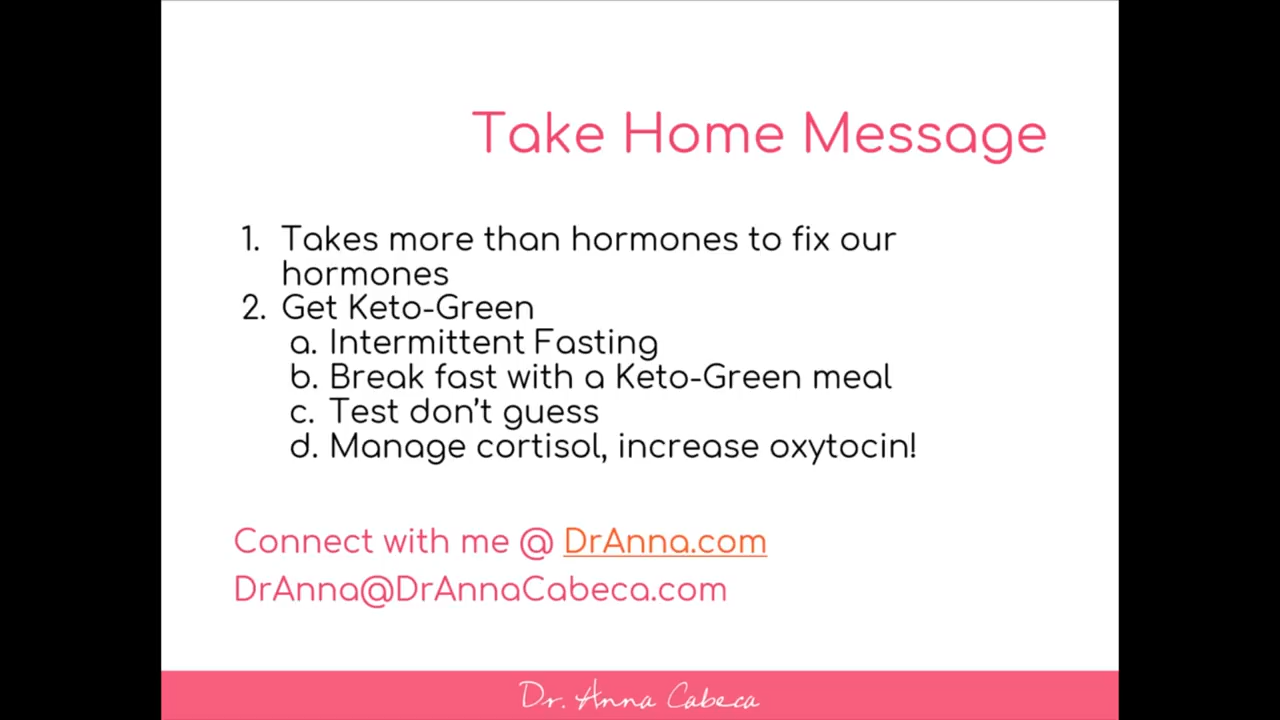 Take Home Message
1. Takes more than hormones to fix our
hormones
2. Get Keto-Green
a. Intermittent Fasting
b. Break fast with a Keto-Green meal
c. Test don't guess
d. Manage cortisol, increase oxytocin!
Connect with me @ DrAnna.com
DrAnna@DrAnnaCabeca.com
Dr. Anna Cabeca